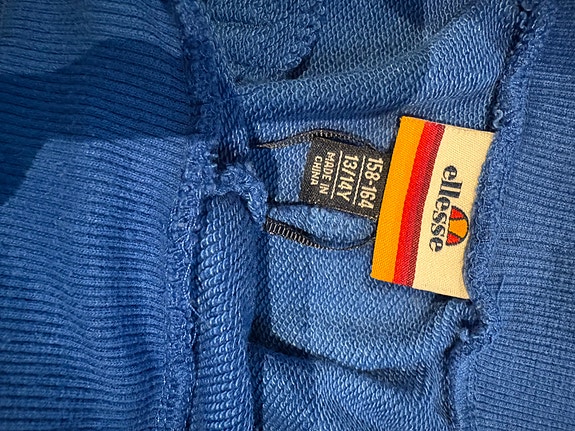 ellesse
158-164
13/14Y
MADE IN
CHINA